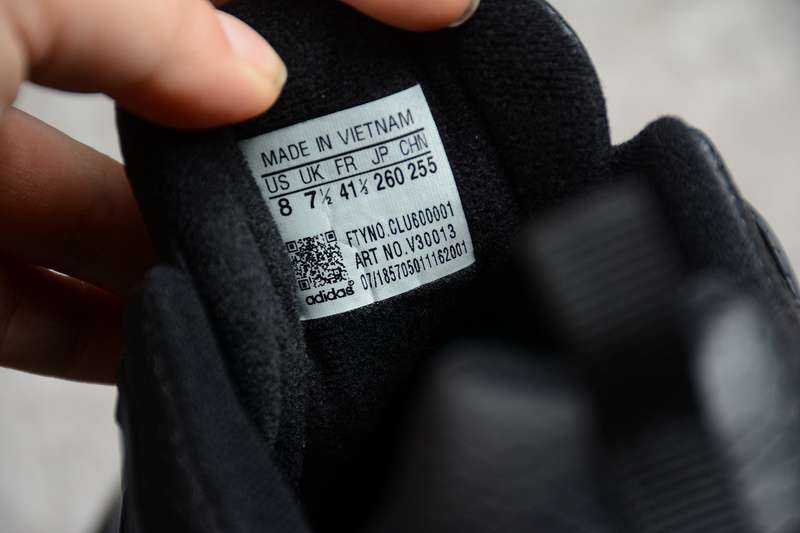 MADE IN VIETNAM
US UK FR JP CHN
8 7½ 41⅓ 260 255
FTYNO.CLU600001
ART NO.V30013
07/185705011162001
adidas